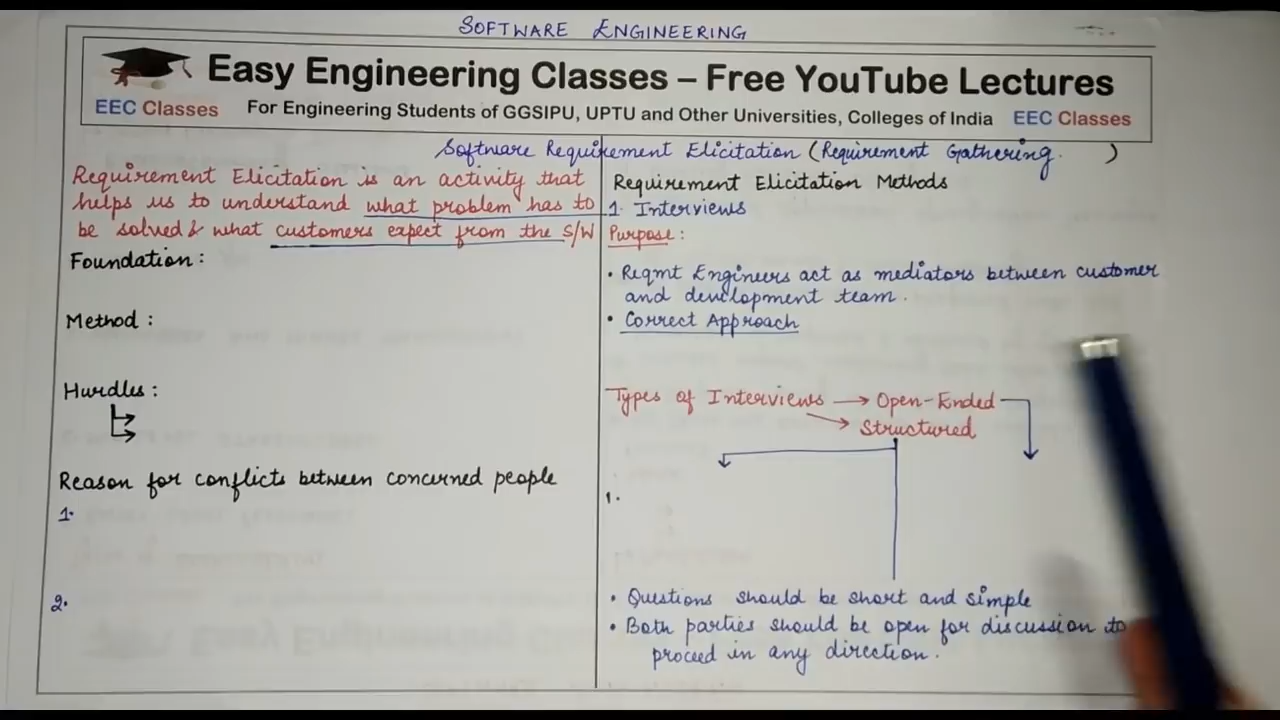 SOFTWARE ENGINEERING
Easy Engineering Classes – Free YouTube Lectures
EEC Classes For Engineering Students of GGSIPU, UPTU and Other Universities, Colleges of India EEC Classes
Software Requirement Elicitation (Requirement Gathering )
Requirement Elicitation is an activity that
helps us to understand what problem has to
be solved & what customers expect from the S/W
Foundation :
Method :
Hurdles :
Reason for conflicts between concerned people
1.
2.
Requirement Elicitation Methods
1. Interviews
Purpose :
• Reqmt Engineers act as mediators between customer
and development team.
• Correct Approach
Types of Interviews → Open-Ended
→ Structured
1.
• Questions should be short and simple
• Both parties should be open for discussion to
proceed in any direction.